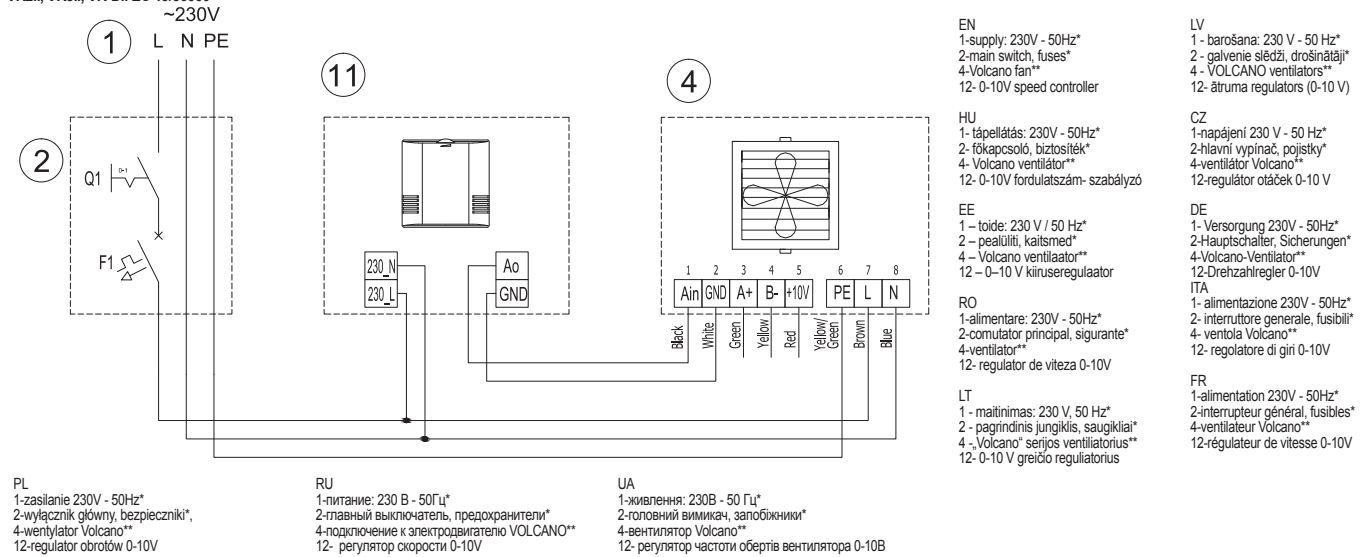 ~230V
L N PE
1
11
4
2
Q1
0-1
F1
230_N
230_L
Ao
GND
1 2 3 4 5 6 7 8
Ain GND A+ B- +10V PE L N
Black
White
Green
Yellow
Red
Yellow/
Green
Brown
Blue
EN
1-supply: 230V - 50Hz*
2-main switch, fuses*
4-Volcano fan**
12- 0-10V speed controller
HU
1- tápellátás: 230V - 50Hz*
2- főkapcsoló, biztosíték*
4- Volcano ventilátor**
12- 0-10V fordulatszám- szabályzó
EE
1 – toide: 230 V / 50 Hz*
2 – pealüliti, kaitsmed*
4 – Volcano ventilaator**
12 – 0–10 V kiiruseregulaator
RO
1-alimentare: 230V - 50Hz*
2-comutator principal, sigurante*
4-ventilator**
12- regulator de viteza 0-10V
LT
1 - maitinimas: 230 V, 50 Hz*
2 - pagrindinis jungiklis, saugikliai*
4 -„Volcano“ serijos ventiliatorius**
12- 0-10 V greičio reguliatorius
LV
1 - barošana: 230 V - 50 Hz*
2 - galvenie slēdži, drošinātāji*
4 - VOLCANO ventilators**
12- ātruma regulators (0-10 V)
CZ
1-napájení 230 V - 50 Hz*
2-hlavní vypínač, pojistky*
4-ventilátor Volcano**
12-regulátor otáček 0-10 V
DE
1- Versorgung 230V - 50Hz*
2-Hauptschalter, Sicherungen*
4-Volcano-Ventilator**
12-Drehzahlregler 0-10V
ITA
1- alimentazione 230V - 50Hz*
2- interruttore generale, fusibili*
4- ventola Volcano**
12- regolatore di giri 0-10V
FR
1-alimentation 230V - 50Hz*
2-interrupteur général, fusibles*
4-ventilateur Volcano**
12-régulateur de vitesse 0-10V
PL
1-zasilanie 230V - 50Hz*
2-wyłącznik główny, bezpieczniki*,
4-wentylator Volcano**
12-regulator obrotów 0-10V
RU
1-питание: 230 В - 50Гц*
2-главный выключатель, предохранители*
4-подключение к электродвигателю VOLCANO**
12- регулятор скорости 0-10V
UA
1-живлення: 230В - 50 Гц*
2-головний вимикач, запобіжники*
4-вентилятор Volcano**
12- регулятор частоти обертів вентилятора 0-10В